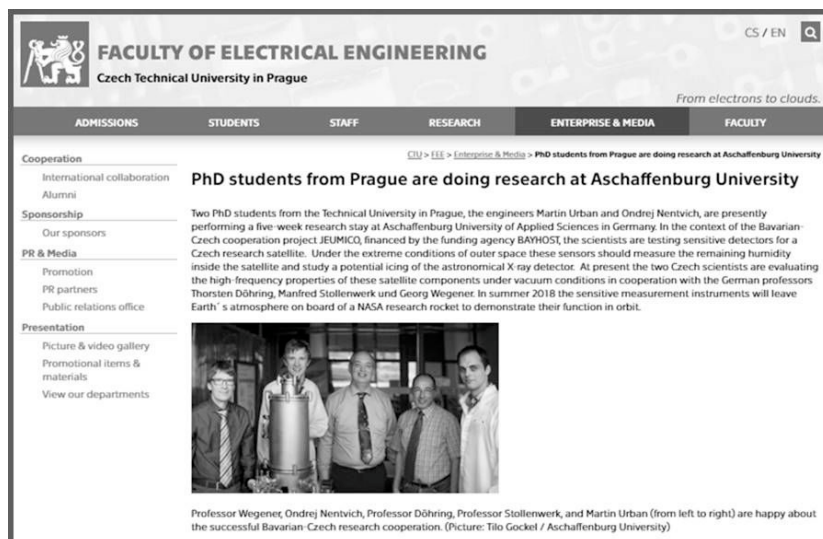 CS / EN
FACULTY OF ELECTRICAL ENGINEERING
Czech Technical University in Prague
From electrons to clouds.
ADMISSIONS STUDENTS STAFF RESEARCH ENTERPRISE & MEDIA FACULTY
Cooperation
International collaboration
Alumni
Sponsorship
Our sponsors
PR & Media
Promotion
PR partners
Public relations office
Presentation
Picture & video gallery
Promotional items &
materials
View our departments
CTU > FEE > Enterprise & Media > PhD students from Prague are doing research at Aschaffenburg University
PhD students from Prague are doing research at Aschaffenburg University
Two PhD students from the Technical University in Prague, the engineers Martin Urban and Ondrej Nentvich, are presently
performing a five-week research stay at Aschaffenburg University of Applied Sciences in Germany. In the context of the Bavarian-
Czech cooperation project JEUMICO, financed by the funding agency BAYHOST, the scientists are testing sensitive detectors for a
Czech research satellite. Under the extreme conditions of outer space these sensors should measure the remaining humidity
inside the satellite and study a potential icing of the astronomical X-ray detector. At present the two Czech scientists are evaluating
the high-frequency properties of these satellite components under vacuum conditions in cooperation with the German professors
Thorsten Döhring, Manfred Stollenwerk und Georg Wegener. In summer 2018 the sensitive measurement instruments will leave
Earth´s atmosphere on board of a NASA research rocket to demonstrate their function in orbit.
Professor Wegener, Ondrej Nentvich, Professor Döhring, Professor Stollenwerk, and Martin Urban (from left to right) are happy about
the successful Bavarian-Czech research cooperation. (Picture: Tilo Gockel / Aschaffenburg University)